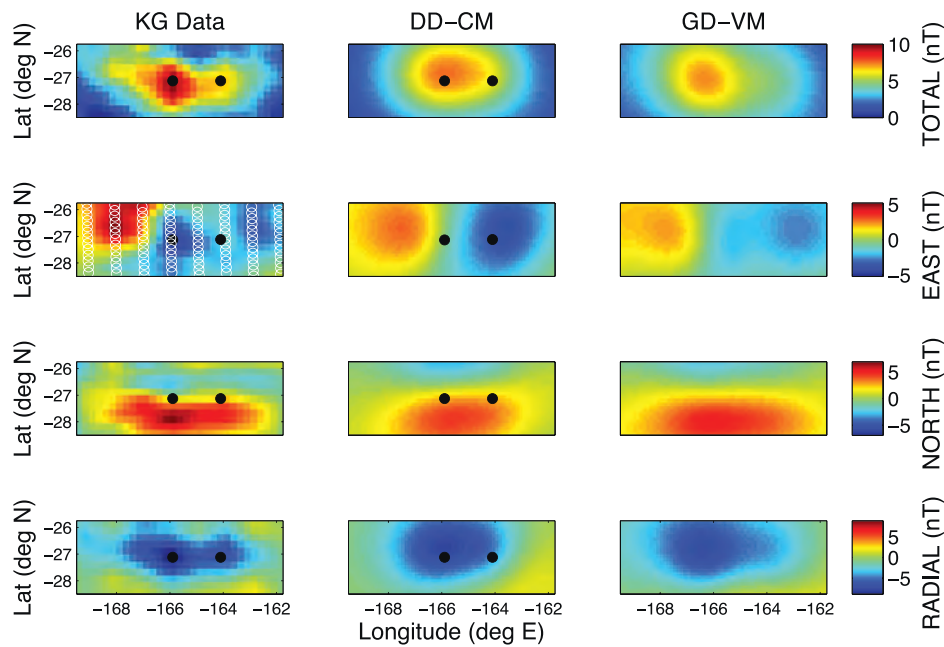 KG Data DD−CM GD−VM
Lat (deg N) −26 −27 −28 10 5 0 TOTAL (nT)
Lat (deg N) −26 −27 −28 5 0 −5 EAST (nT)
Lat (deg N) −26 −27 −28 5 0 −5 NORTH (nT)
Lat (deg N) −26 −27 −28 5 0 −5 RADIAL (nT)
−168 −166 −164 −162 −168 −166 −164 −162 −168 −166 −164 −162
Longitude (deg E)